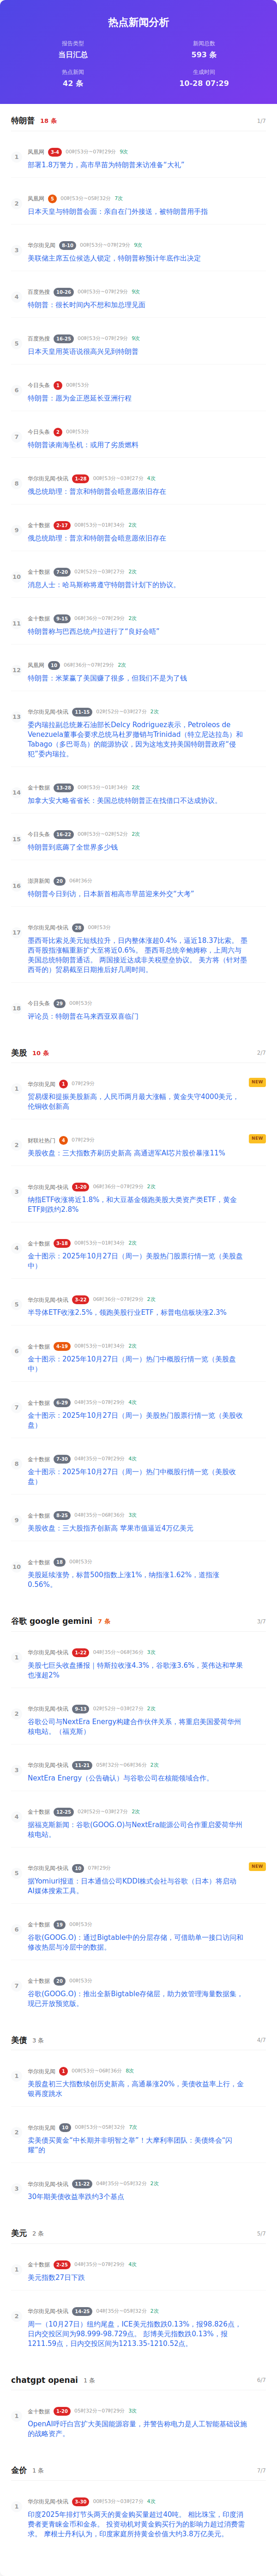 热点新闻分析
报告类型
新闻总数
当日汇总
593 条
热点新闻
生成时间
42 条
10-28 07:29
特朗普 18 条 1/7
1
凤凰网 3-4 00时53分~07时29分 9次
部署1.8万警力，高市早苗为特朗普来访准备“大礼”
2
凤凰网 5 00时53分~05时32分 7次
日本天皇与特朗普会面：亲自在门外接送，被特朗普用手指
3
华尔街见闻 8-10 00时53分~07时29分 9次
美联储主席五位候选人锁定，特朗普称预计年底作出决定
4
百度热搜 10-26 00时53分~07时29分 9次
特朗普：很长时间内不想和加总理见面
5
百度热搜 16-25 00时53分~07时29分 9次
日本天皇用英语说很高兴见到特朗普
6
今日头条 1 00时53分
特朗普：愿为金正恩延长亚洲行程
7
今日头条 2 00时53分
特朗普谈南海坠机：或用了劣质燃料
8
华尔街见闻-快讯 1-28 00时53分~03时27分 4次
俄总统助理：普京和特朗普会晤意愿依旧存在
9
金十数据 2-17 00时53分~01时34分 2次
俄总统助理：普京和特朗普会晤意愿依旧存在
10
金十数据 7-20 02时52分~03时27分 2次
消息人士：哈马斯称将遵守特朗普计划下的协议。
11
金十数据 9-15 06时36分~07时29分 2次
特朗普称与巴西总统卢拉进行了“良好会晤”
12
凤凰网 10 06时36分~07时29分 2次
特朗普：米莱赢了美国赚了很多，但我们不是为了钱
13
华尔街见闻-快讯 11-15 02时52分~03时27分 2次
委内瑞拉副总统兼石油部长Delcy Rodriguez表示，Petroleos de
Venezuela董事会要求总统马杜罗撤销与Trinidad（特立尼达拉岛）和
Tabago（多巴哥岛）的能源协议，因为这地支持美国特朗普政府“侵
犯”委内瑞拉。
14
金十数据 13-28 00时53分~01时34分 2次
加拿大安大略省省长：美国总统特朗普正在找借口不达成协议。
15
今日头条 16-22 00时53分~02时52分 2次
特朗普到底薅了全世界多少钱
16
澎湃新闻 20 06时36分
特朗普今日到访，日本新首相高市早苗迎来外交“大考”
17
华尔街见闻-快讯 28 00时53分
墨西哥比索兑美元短线拉升，日内整体涨超0.4%，逼近18.37比索。 墨
西哥股指涨幅重新扩大至将近0.6%。 墨西哥总统辛鲍姆称，上周六与
美国总统特朗普通话。 两国接近达成非关税壁垒协议。 美方将（针对墨
西哥的）贸易截至日期推后好几周时间。
18
今日头条 29 00时53分
评论员：特朗普在马来西亚双喜临门
美股 10 条 2/7
1
华尔街见闻 1 07时29分 NEW
贸易缓和提振美股新高，人民币两月最大涨幅，黄金失守4000美元，
伦铜收创新高
2
财联社热门 4 07时29分 NEW
美股收盘：三大指数齐刷历史新高 高通进军AI芯片股价暴涨11%
3
华尔街见闻-快讯 1-20 06时36分~07时29分 2次
纳指ETF收涨将近1.8%，和大豆基金领跑美股大类资产类ETF，黄金
ETF则跌约2.8%
4
金十数据 3-18 00时53分~01时34分 2次
金十图示：2025年10月27日（周一）美股热门股票行情一览（美股盘
中）
5
华尔街见闻-快讯 3-22 06时36分~07时29分 2次
半导体ETF收涨2.5%，领跑美股行业ETF，标普电信板块涨2.3%
6
金十数据 4-19 00时53分~01时34分 2次
金十图示：2025年10月27日（周一）热门中概股行情一览（美股盘
中）
7
金十数据 6-29 04时35分~07时29分 4次
金十图示：2025年10月27日（周一）美股热门股票行情一览（美股收
盘）
8
金十数据 7-30 04时35分~07时29分 4次
金十图示：2025年10月27日（周一）热门中概股行情一览（美股收
盘）
9
金十数据 8-25 04时35分~06时36分 3次
美股收盘：三大股指齐创新高 苹果市值逼近4万亿美元
10
金十数据 18 00时53分
美股延续涨势，标普500指数上涨1%，纳指涨1.62%，道指涨
0.56%。
谷歌 google gemini 7 条 3/7
1
华尔街见闻-快讯 1-22 04时35分~06时36分 3次
美股七巨头收盘播报｜特斯拉收涨4.3%，谷歌涨3.6%，英伟达和苹果
也涨超2%
2
华尔街见闻-快讯 9-13 02时52分~03时27分 2次
谷歌公司与NextEra Energy构建合作伙伴关系，将重启美国爱荷华州
核电站。（福克斯）
3
华尔街见闻-快讯 11-21 05时32分~06时36分 2次
NextEra Energy（公告确认）与谷歌公司在核能领域合作。
4
金十数据 12-25 02时52分~03时27分 2次
据福克斯新闻：谷歌(GOOG.O)与NextEra能源公司合作重启爱荷华州
核电站。
5
华尔街见闻-快讯 19 07时29分 NEW
据Yomiuri报道：日本通信公司KDDI株式会社与谷歌（日本）将启动
AI媒体搜索工具。
6
金十数据 19 00时53分
谷歌(GOOG.O)：通过Bigtable中的分层存储，可借助单一接口访问和
修改热层与冷层中的数据。
7
金十数据 20 00时53分
谷歌(GOOG.O)：推出全新Bigtable存储层，助力效管理海量数据集，
现已开放预览版。
美债 3 条 4/7
1
华尔街见闻 1 00时53分~06时36分 8次
美股盘初三大指数续创历史新高，高通暴涨20%，美债收益率上行，金
银再度跳水
2
华尔街见闻 10 00时53分~05时32分 7次
卖美债买黄金“中长期并非明智之举”！大摩利率团队：美债终会“闪
耀”的
3
华尔街见闻-快讯 11-22 04时35分~05时32分 2次
30年期美债收益率跌约3个基点
美元 2 条 5/7
1
金十数据 2-25 04时35分~07时29分 4次
美元指数27日下跌
2
华尔街见闻-快讯 14-25 04时35分~05时32分 2次
周一（10月27日）纽约尾盘，ICE美元指数跌0.13%，报98.826点，
日内交投区间为98.999-98.729点。 彭博美元指数跌0.13%，报
1211.59点，日内交投区间为1213.35-1210.52点。
chatgpt openai 1 条 6/7
1
金十数据 1-20 05时32分~07时29分 3次
OpenAI呼吁白宫扩大美国能源容量，并警告称电力是人工智能基础设施
的战略资产。
金价 1 条 7/7
1
华尔街见闻-快讯 3-30 00时53分~03时27分 4次
印度2025年排灯节头两天的黄金购买量超过40吨。 相比珠宝，印度消
费者更青睐金币和金条。 投资动机对黄金购买行为的影响力超过消费需
求。 摩根士丹利认为，印度家庭所持黄金价值大约3.8万亿美元。